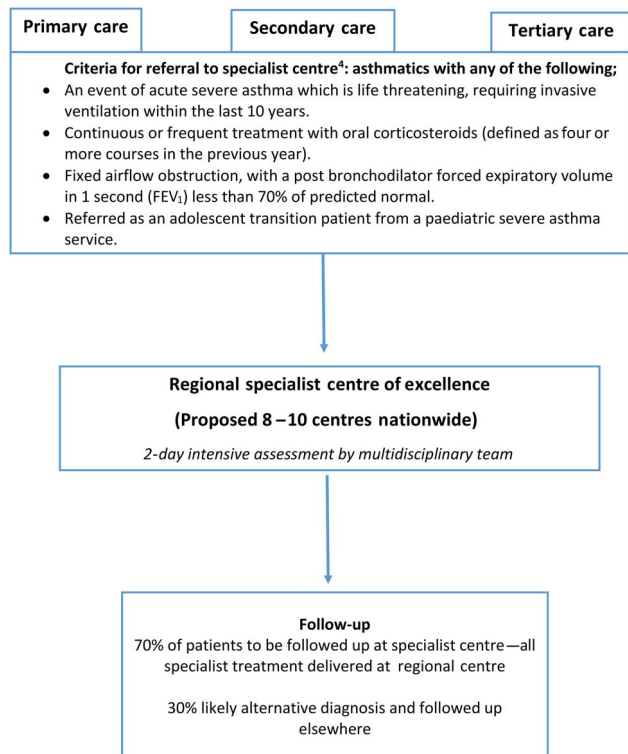 Primary care
Secondary care
Tertiary care
Criteria for referral to specialist centre⁴: asthmatics with any of the following;
• An event of acute severe asthma which is life threatening, requiring invasive
ventilation within the last 10 years.
• Continuous or frequent treatment with oral corticosteroids (defined as four or
more courses in the previous year).
• Fixed airflow obstruction, with a post bronchodilator forced expiratory volume
in 1 second (FEV₁) less than 70% of predicted normal.
• Referred as an adolescent transition patient from a paediatric severe asthma
service.
Regional specialist centre of excellence
(Proposed 8–10 centres nationwide)
2-day intensive assessment by multidisciplinary team
Follow-up
70% of patients to be followed up at specialist centre—all
specialist treatment delivered at regional centre
30% likely alternative diagnosis and followed up
elsewhere